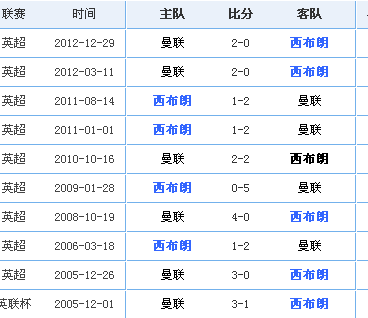 联赛 时间 主队 比分 客队
英超 2012-12-29 曼联 2-0 西布朗
英超 2012-03-11 曼联 2-0 西布朗
英超 2011-08-14 西布朗 1-2 曼联
英超 2011-01-01 西布朗 1-2 曼联
英超 2010-10-16 曼联 2-2 西布朗
英超 2009-01-28 西布朗 0-5 曼联
英超 2008-10-19 曼联 4-0 西布朗
英超 2006-03-18 西布朗 1-2 曼联
英超 2005-12-26 曼联 3-0 西布朗
英联杯 2005-12-01 曼联 3-1 西布朗